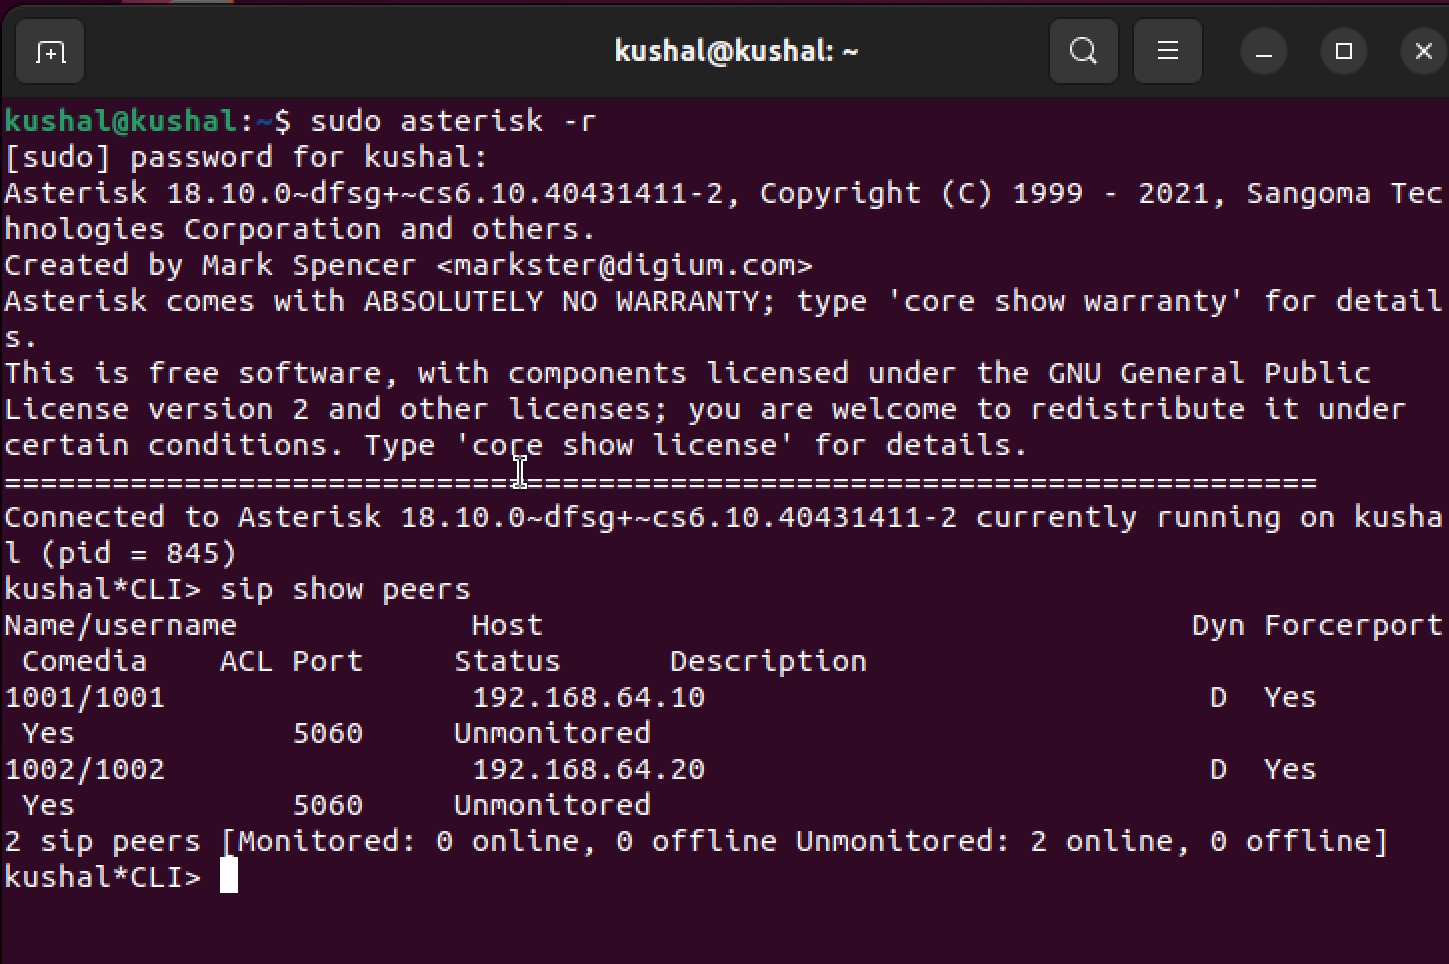 kushal@kushal: ~
kushal@kushal:~$ sudo asterisk -r
[sudo] password for kushal:
Asterisk 18.10.0~dfsg+~cs6.10.40431411-2, Copyright (C) 1999 - 2021, Sangoma Tec
hnologies Corporation and others.
Created by Mark Spencer <markster@digium.com>
Asterisk comes with ABSOLUTELY NO WARRANTY; type 'core show warranty' for detail
s.
This is free software, with components licensed under the GNU General Public
License version 2 and other licenses; you are welcome to redistribute it under
certain conditions. Type 'core show license' for details.
=========================================================================
Connected to Asterisk 18.10.0~dfsg+~cs6.10.40431411-2 currently running on kusha
l (pid = 845)
kushal*CLI> sip show peers
Name/username             Host                                    Dyn Forcerport
 Comedia    ACL Port     Status      Description
1001/1001                 192.168.64.10                            D  Yes
 Yes            5060     Unmonitored
1002/1002                 192.168.64.20                            D  Yes
 Yes            5060     Unmonitored
2 sip peers [Monitored: 0 online, 0 offline Unmonitored: 2 online, 0 offline]
kushal*CLI>